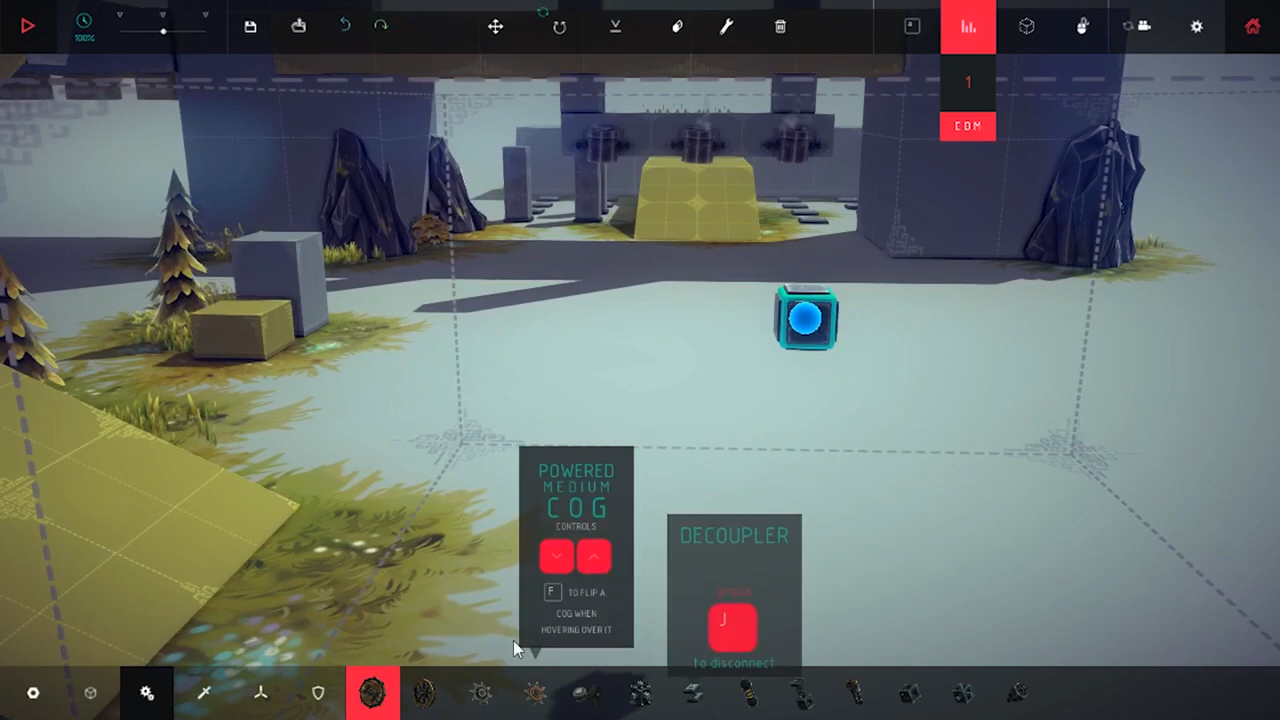 100%
1
COM
POWERED
MEDIUM
COG
CONTROLS
F TO FLIP A
COG WHEN
HOVERING OVER IT
DECOUPLER
J
to disconnect